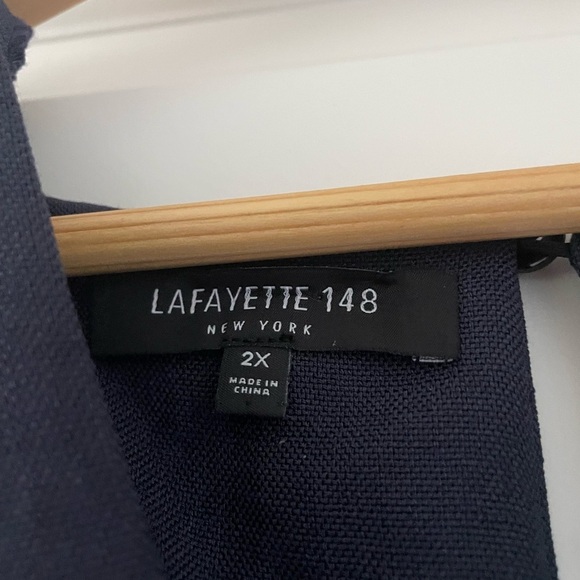 LAFAYETTE 148
NEW YORK
2X
MADE IN
CHINA